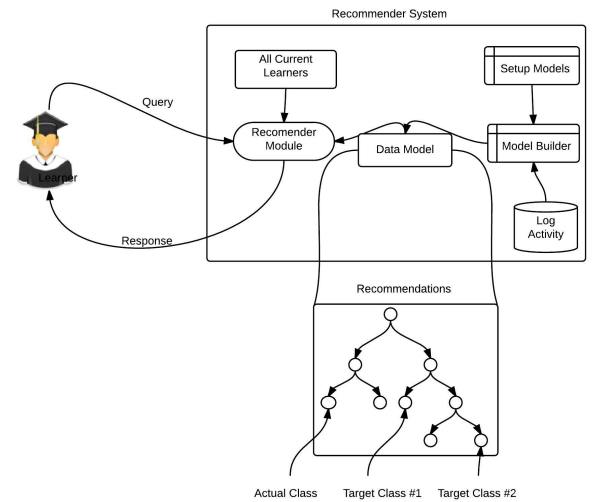 Recommender System
All Current
Learners
Setup Models
Query
Recomender
Module
Data Model
Model Builder
Learner
Log
Activity
Response
Recommendations
Actual Class
Target Class #1
Target Class #2